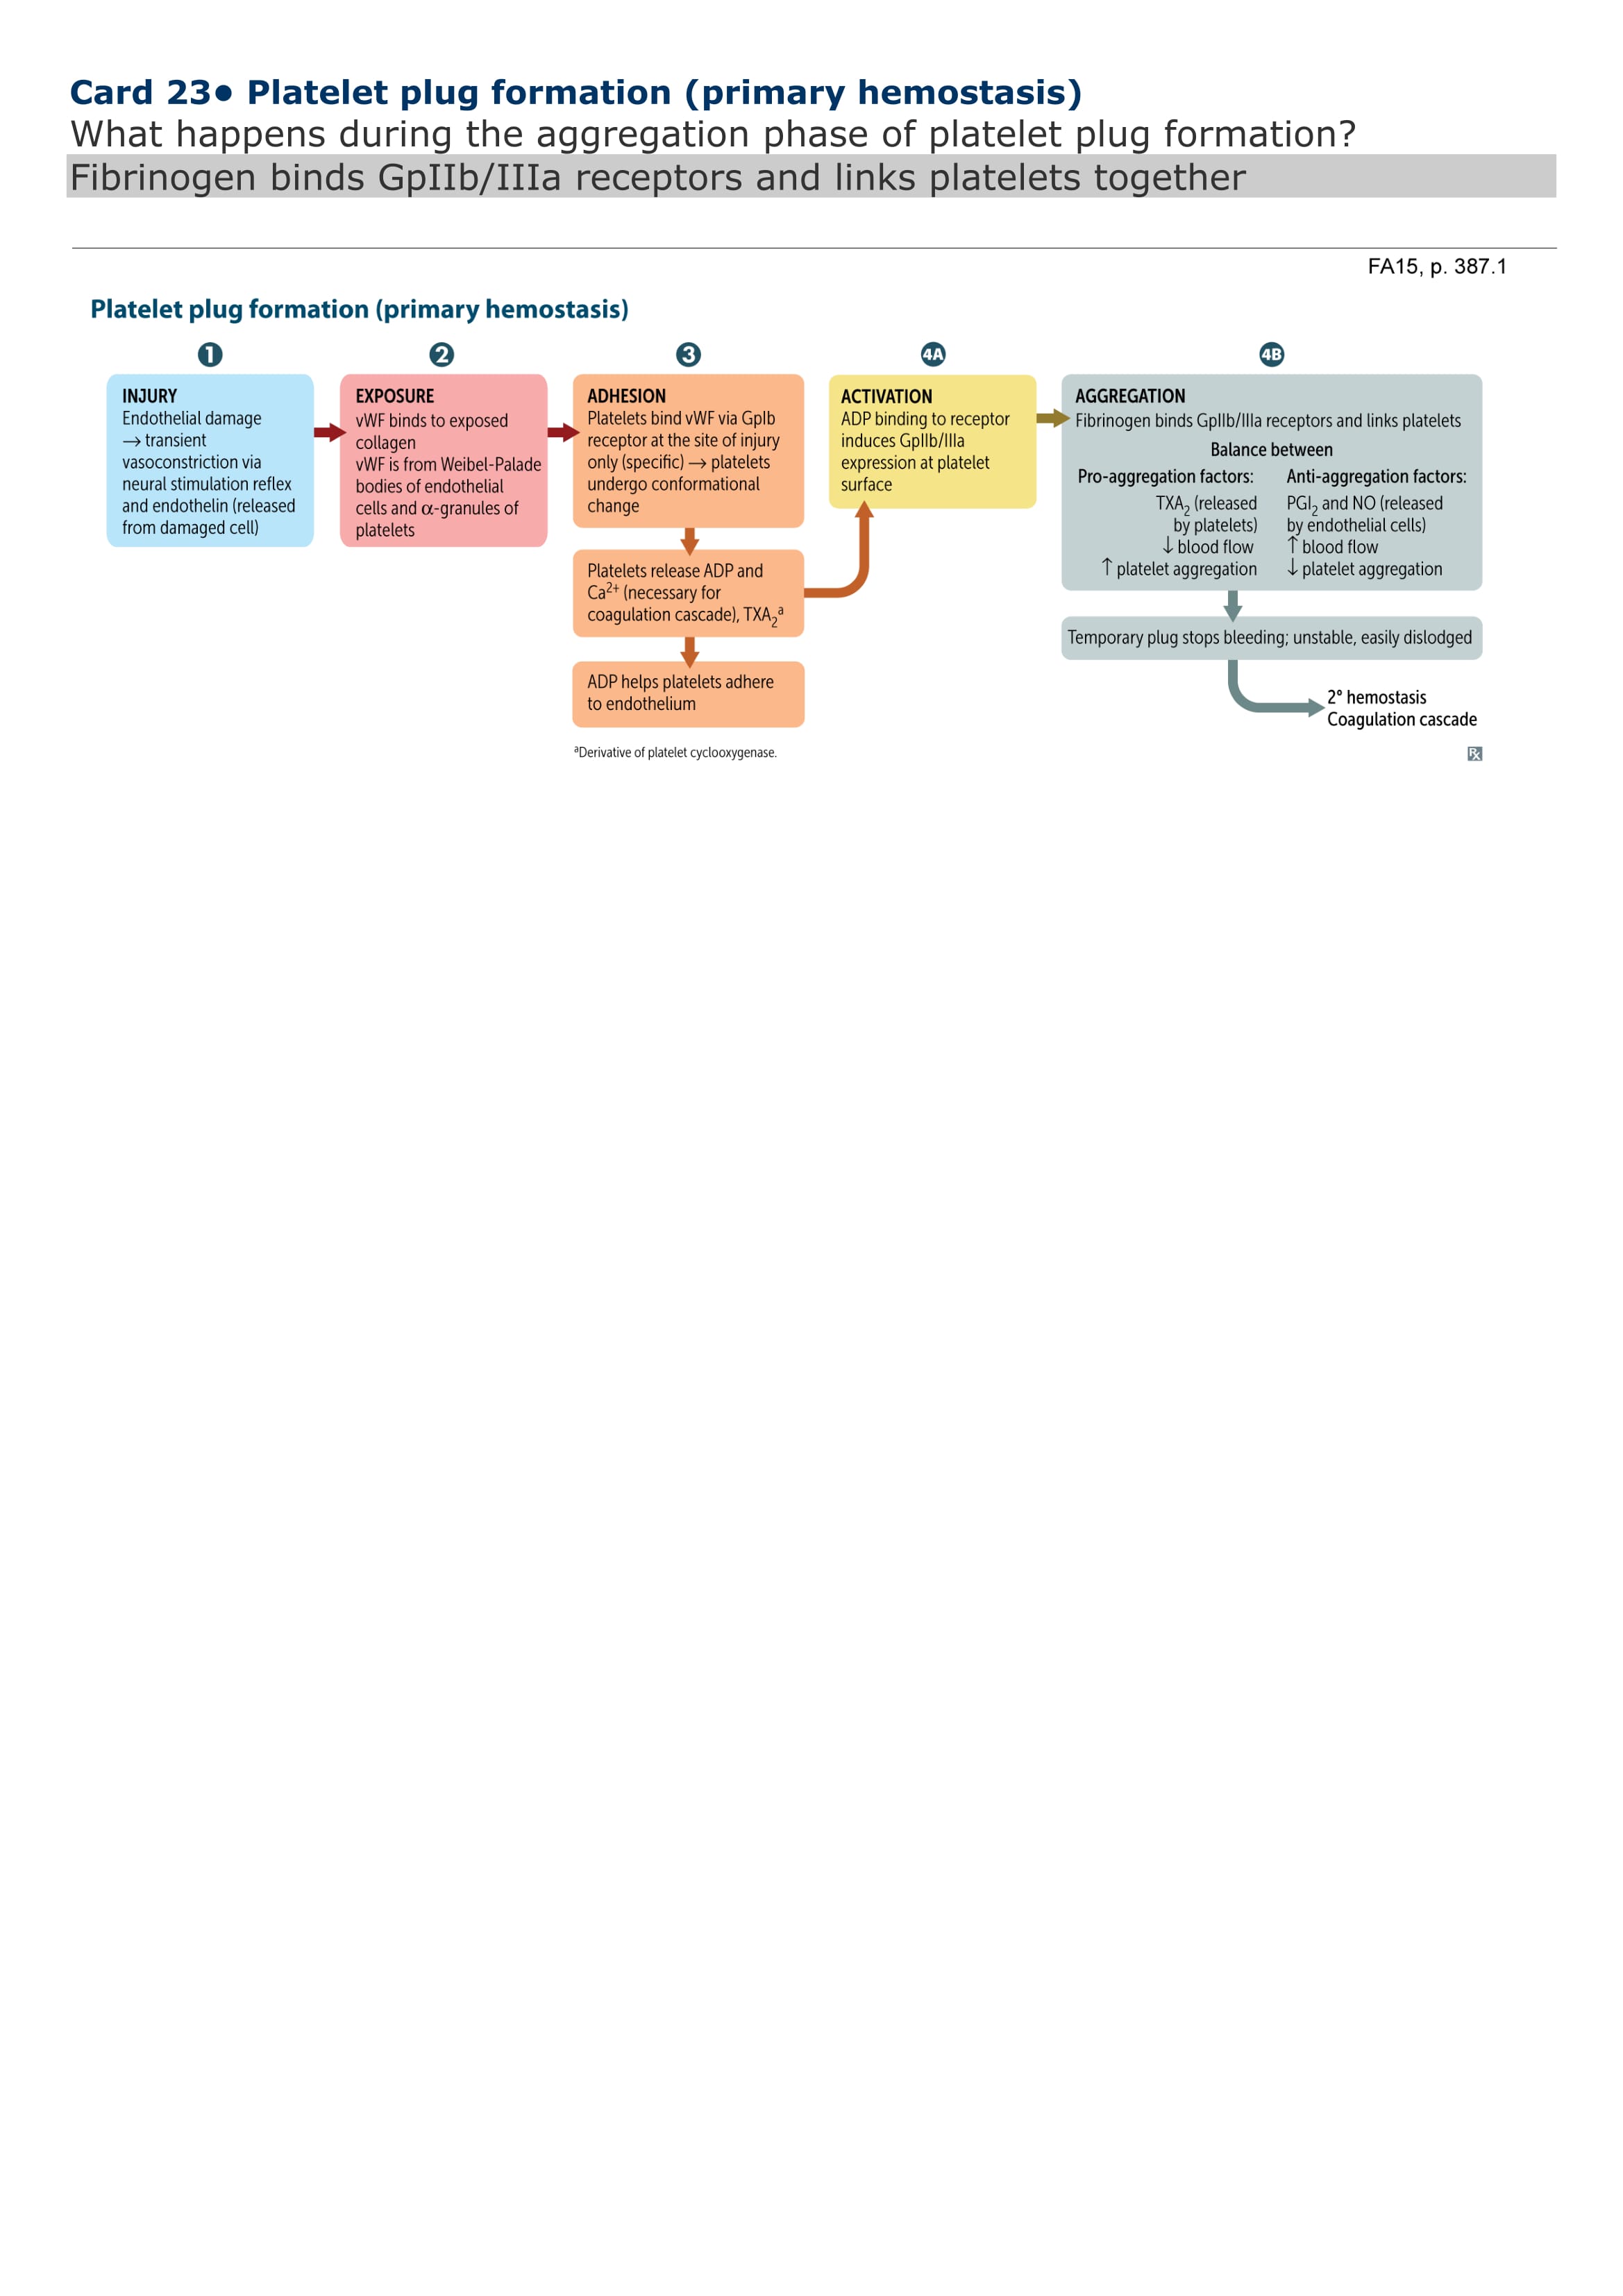 Card 23● Platelet plug formation (primary hemostasis)
What happens during the aggregation phase of platelet plug formation?
Fibrinogen binds GpIIb/IIIa receptors and links platelets together
FA15, p. 387.1
Platelet plug formation (primary hemostasis)
1
INJURY
Endothelial damage
→ transient
vasoconstriction via
neural stimulation reflex
and endothelin (released
from damaged cell)
2
EXPOSURE
vWF binds to exposed
collagen
vWF is from Weibel-Palade
bodies of endothelial
cells and α-granules of
platelets
3
ADHESION
Platelets bind vWF via GpIb
receptor at the site of injury
only (specific) → platelets
undergo conformational
change
Platelets release ADP and
Ca²⁺ (necessary for
coagulation cascade), TXA₂ᵃ
ADP helps platelets adhere
to endothelium
ᵃDerivative of platelet cyclooxygenase.
4A
ACTIVATION
ADP binding to receptor
induces GpIIb/IIIa
expression at platelet
surface
4B
AGGREGATION
Fibrinogen binds GpIIb/IIIa receptors and links platelets
Balance between
Pro-aggregation factors:
TXA₂ (released
by platelets)
↓ blood flow
↑ platelet aggregation
Anti-aggregation factors:
PGI₂ and NO (released
by endothelial cells)
↑ blood flow
↓ platelet aggregation
Temporary plug stops bleeding; unstable, easily dislodged
2° hemostasis
Coagulation cascade
Rx